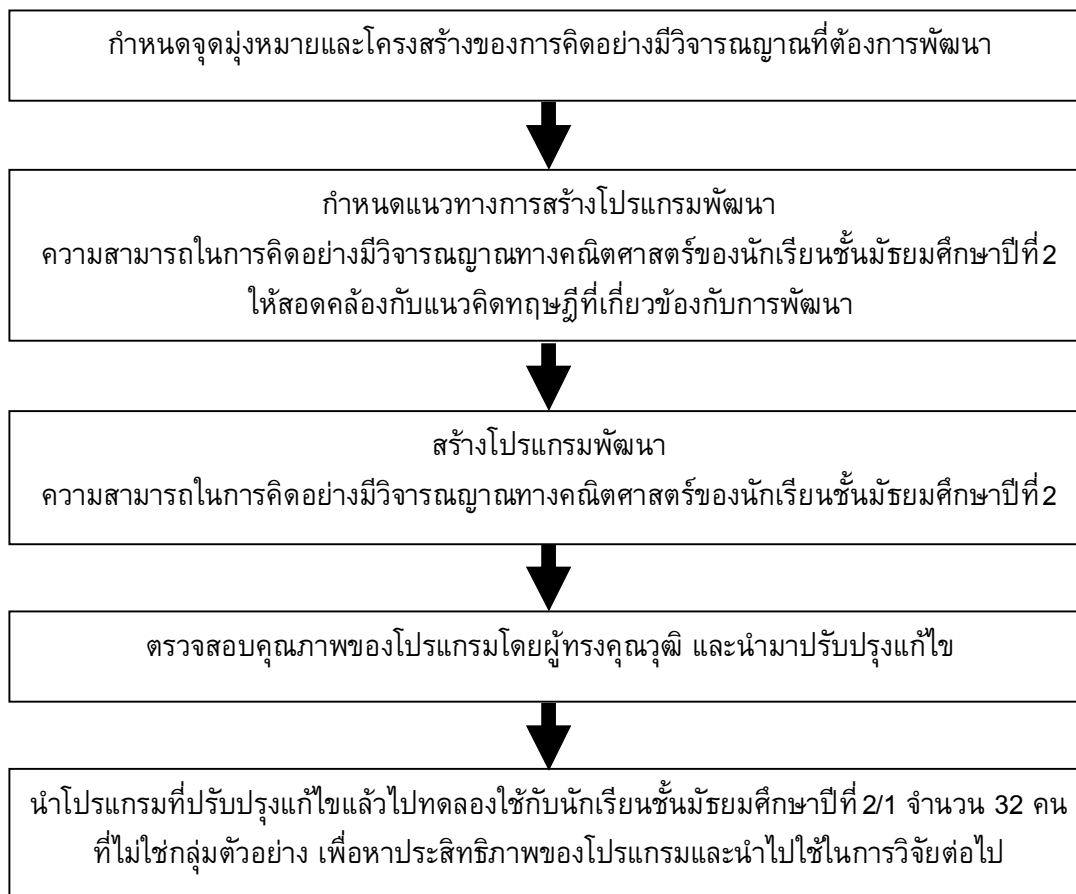 กำหนดจุดมุ่งหมายและโครงสร้างของการคิดอย่างมีวิจารณญาณที่ต้องการพัฒนา
กำหนดแนวทางการสร้างโปรแกรมพัฒนา
ความสามารถในการคิดอย่างมีวิจารณญาณทางคณิตศาสตร์ของนักเรียนชั้นมัธยมศึกษาปีที่ 2
ให้สอดคล้องกับแนวคิดทฤษฎีที่เกี่ยวข้องกับการพัฒนา
สร้างโปรแกรมพัฒนา
ความสามารถในการคิดอย่างมีวิจารณญาณทางคณิตศาสตร์ของนักเรียนชั้นมัธยมศึกษาปีที่ 2
ตรวจสอบคุณภาพของโปรแกรมโดยผู้ทรงคุณวุฒิ และนำมาปรับปรุงแก้ไข
นำโปรแกรมที่ปรับปรุงแก้ไขแล้วไปทดลองใช้กับนักเรียนชั้นมัธยมศึกษาปีที่ 2/1 จำนวน 32 คน
ที่ไม่ใช่กลุ่มตัวอย่าง เพื่อหาประสิทธิภาพของโปรแกรมและนำไปใช้ในการวิจัยต่อไป